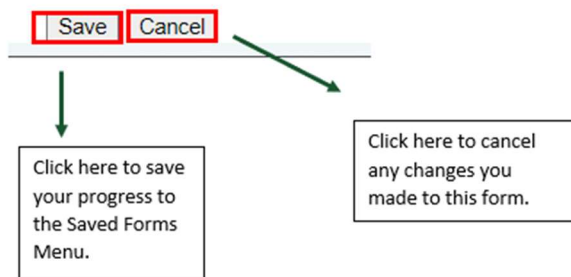 Save Cancel
Click here to save
your progress to
the Saved Forms
Menu.
Click here to cancel
any changes you
made to this form.